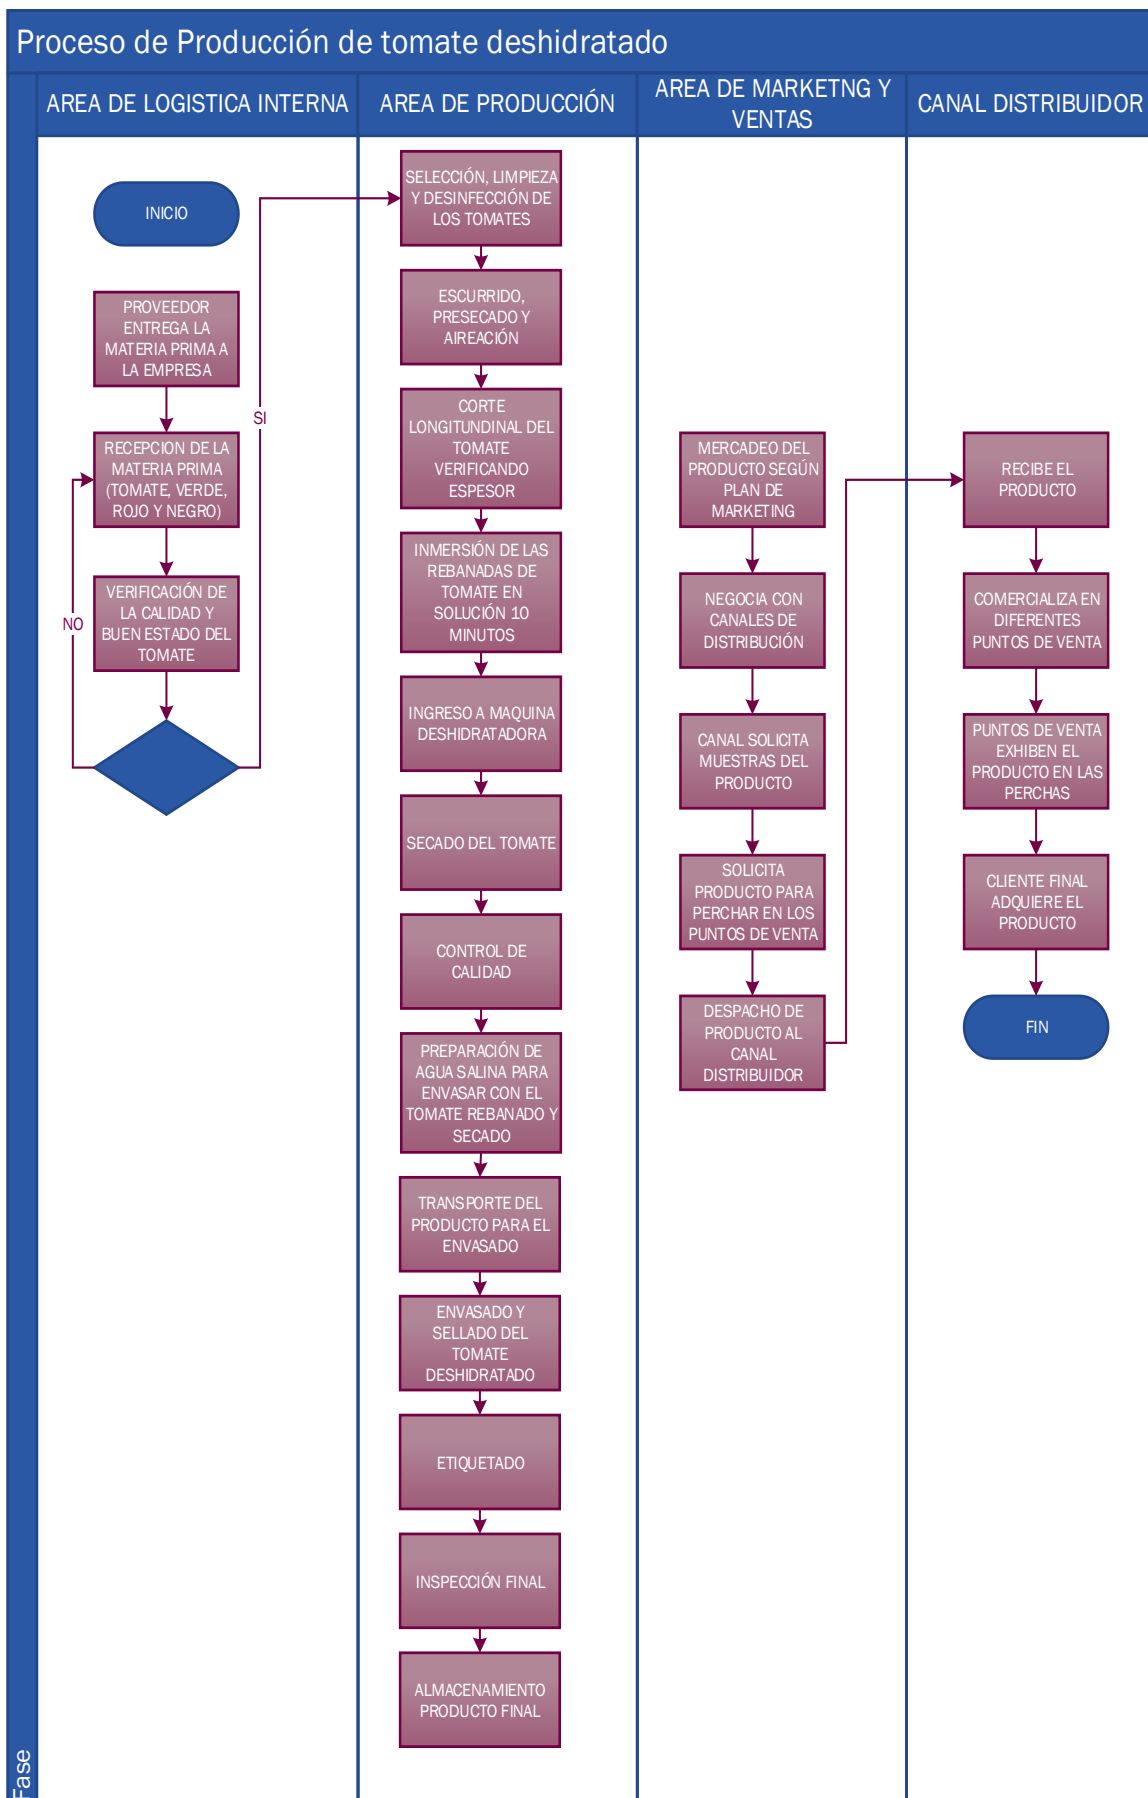 Proceso de Producción de tomate deshidratado
AREA DE LOGISTICA INTERNA
AREA DE PRODUCCIÓN
AREA DE MARKETNG Y
VENTAS
CANAL DISTRIBUIDOR
Fase
INICIO
PROVEEDOR
ENTREGA LA
MATERIA PRIMA A
LA EMPRESA
RECEPCION DE LA
MATERIA PRIMA
(TOMATE, VERDE,
ROJO Y NEGRO)
VERIFICACIÓN DE
LA CALIDAD Y
BUEN ESTADO DEL
TOMATE
NO
SI
SELECCIÓN, LIMPIEZA
Y DESINFECCIÓN DE
LOS TOMATES
ESCURRIDO,
PRESECADO Y
AIREACIÓN
CORTE
LONGITUNDINAL DEL
TOMATE
VERIFICANDO
ESPESOR
INMERSIÓN DE LAS
REBANADAS DE
TOMATE EN
SOLUCIÓN 10
MINUTOS
INGRESO A MAQUINA
DESHIDRATADORA
SECADO DEL TOMATE
CONTROL DE
CALIDAD
PREPARACIÓN DE
AGUA SALINA PARA
ENVASAR CON EL
TOMATE REBANADO Y
SECADO
TRANSPORTE DEL
PRODUCTO PARA EL
ENVASADO
ENVASADO Y
SELLADO DEL
TOMATE
DESHIDRATADO
ETIQUETADO
INSPECCIÓN FINAL
ALMACENAMIENTO
PRODUCTO FINAL
MERCADEO DEL
PRODUCTO SEGÚN
PLAN DE
MARKETING
NEGOCIA CON
CANALES DE
DISTRIBUCIÓN
CANAL SOLICITA
MUESTRAS DEL
PRODUCTO
SOLICITA
PRODUCTO PARA
PERCHAR EN LOS
PUNTOS DE VENTA
DESPACHO DE
PRODUCTO AL
CANAL
DISTRIBUIDOR
RECIBE EL
PRODUCTO
COMERCIALIZA EN
DIFERENTES
PUNTOS DE VENTA
PUNTOS DE VENTA
EXHIBEN EL
PRODUCTO EN LAS
PERCHAS
CLIENTE FINAL
ADQUIERE EL
PRODUCTO
FIN